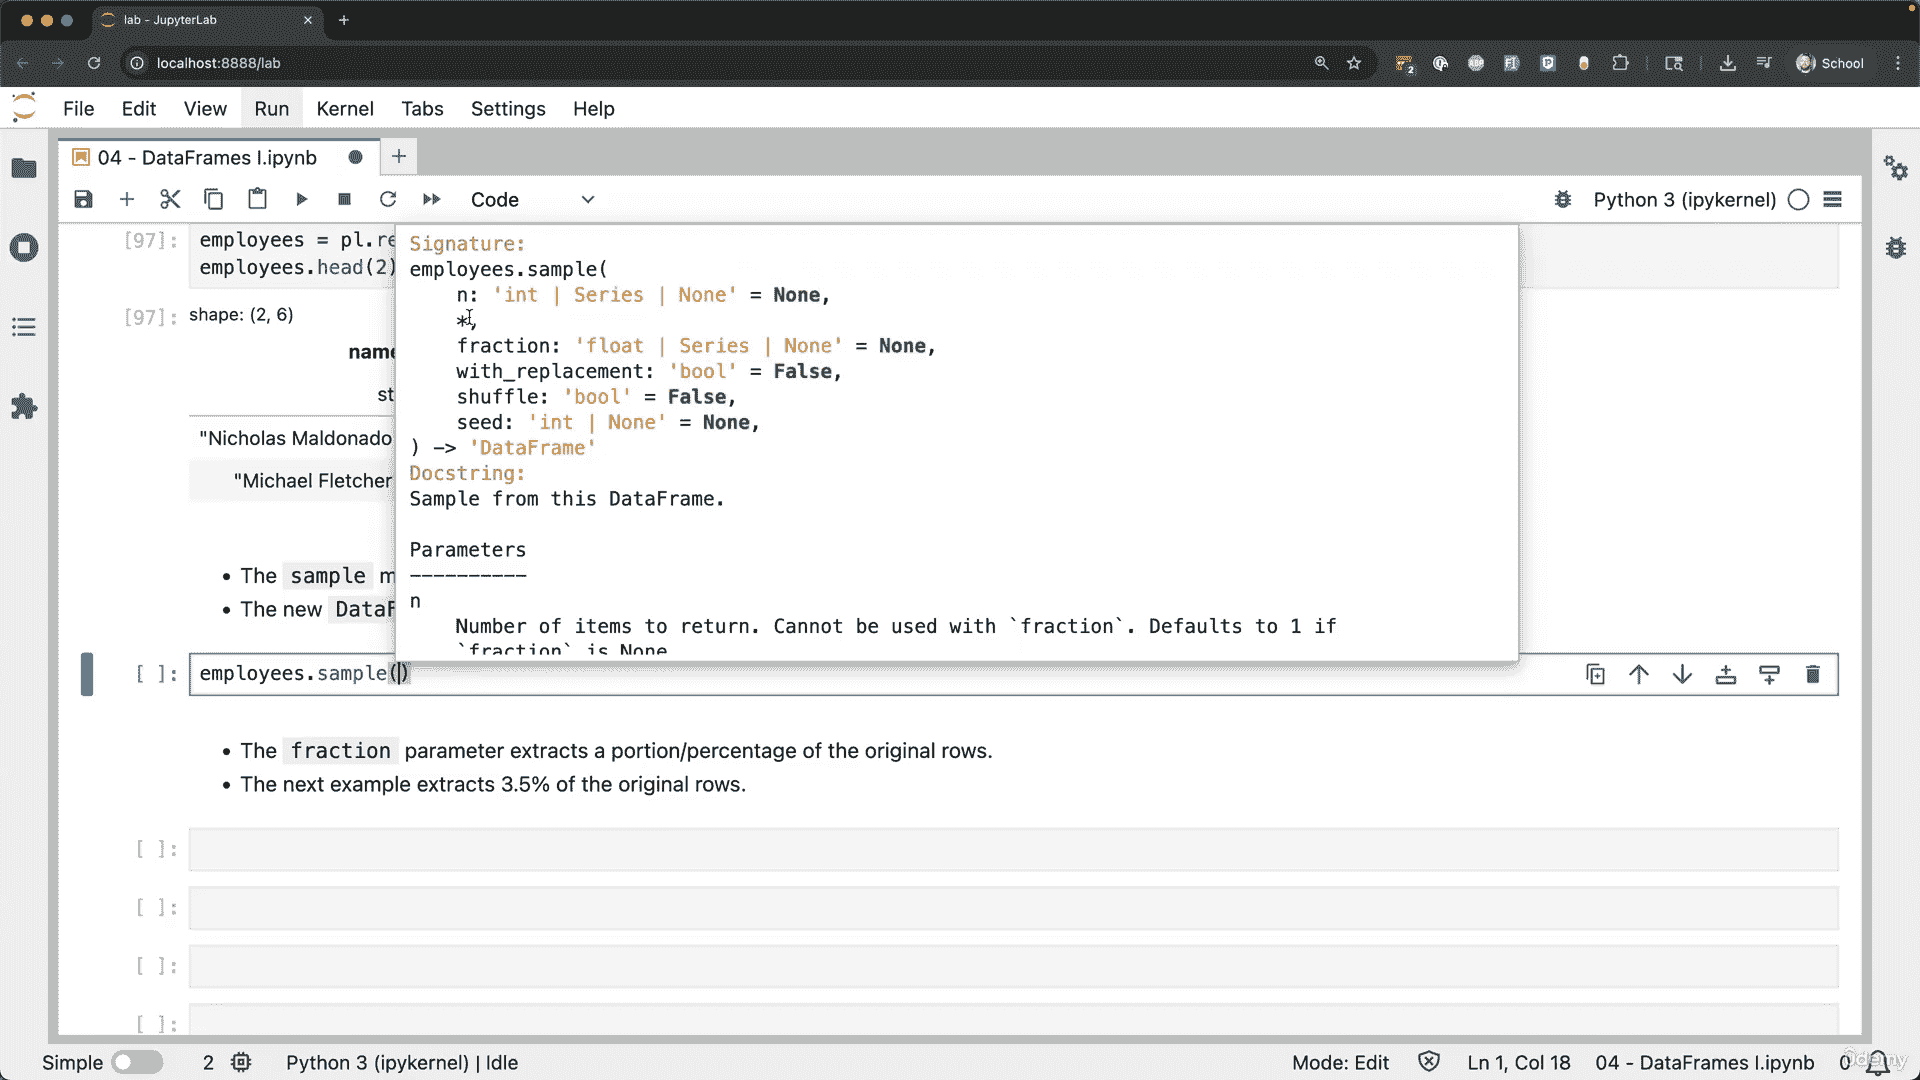 lab - JupyterLab
localhost:8888/lab
2
School
File Edit View Run Kernel Tabs Settings Help
04 - DataFrames I.ipynb
Code
Python 3 (ipykernel)
[97]: employees = pl.re
employees.head(2)
[97]: shape: (2, 6)
name
st
"Nicholas Maldonado
"Michael Fletcher
Signature:
employees.sample(
n: 'int | Series | None' = None,
*,
fraction: 'float | Series | None' = None,
with_replacement: 'bool' = False,
shuffle: 'bool' = False,
seed: 'int | None' = None,
) -> 'DataFrame'
Docstring:
Sample from this DataFrame.
Parameters
----------
n
Number of items to return. Cannot be used with `fraction`. Defaults to 1 if
`fraction` is None
• The sample m
• The new DataF
[ ]: employees.sample()
• The fraction parameter extracts a portion/percentage of the original rows.
• The next example extracts 3.5% of the original rows.
[ ]:
[ ]:
[ ]:
[ ]:
Simple 2 Python 3 (ipykernel) | Idle Mode: Edit Ln 1, Col 18 04 - DataFrames I.ipynb 0
udemy